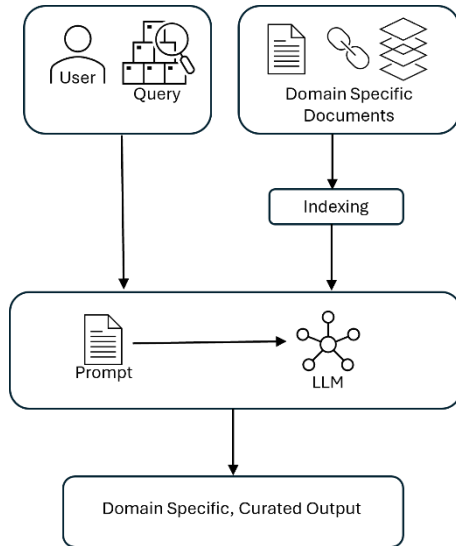 User
Query
Domain Specific
Documents
Indexing
Prompt
LLM
Domain Specific, Curated Output